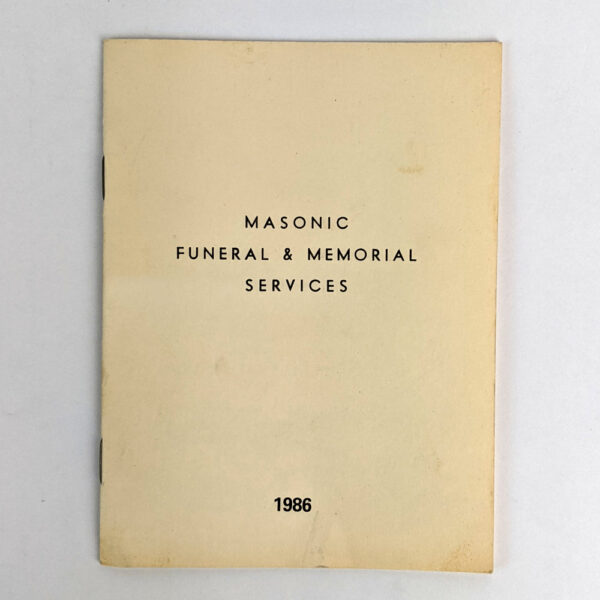 MASONIC
FUNERAL & MEMORIAL
SERVICES
1986